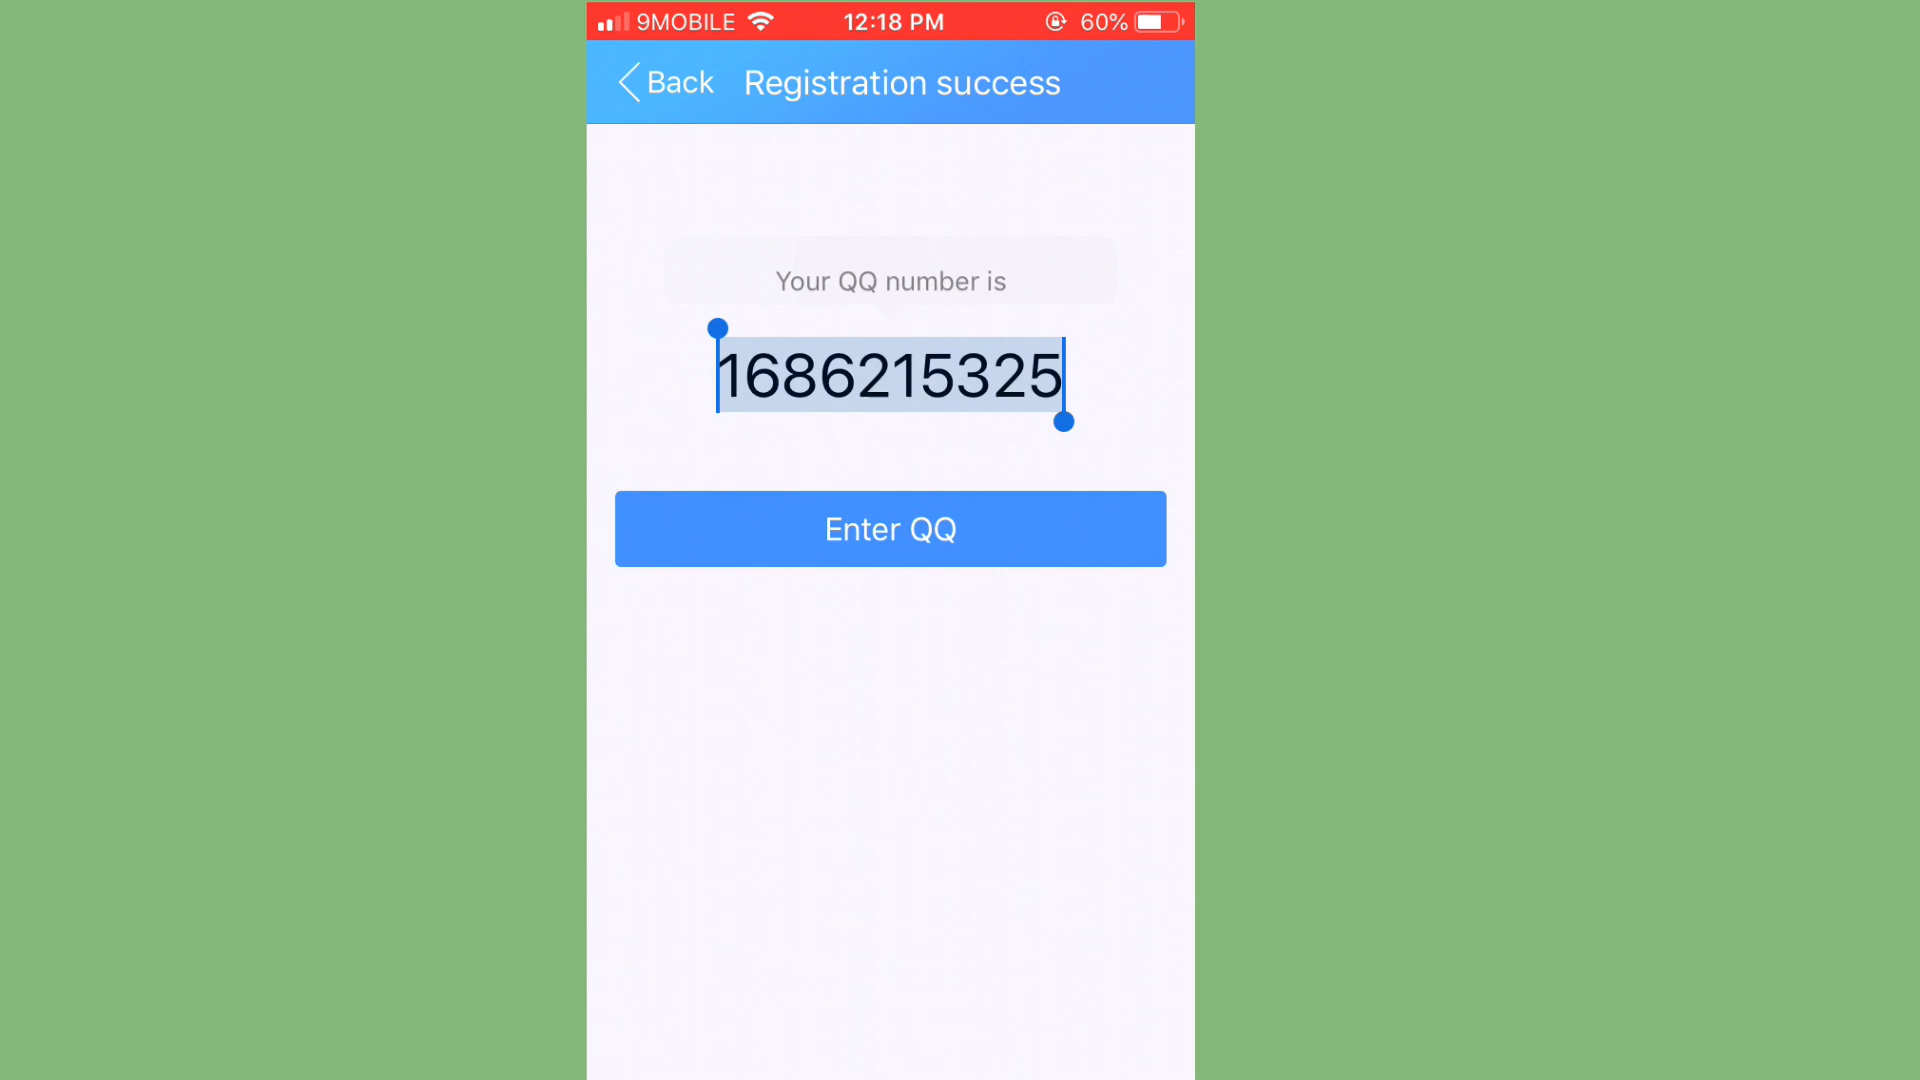 9MOBILE 12:18 PM 60%
Back Registration success
Your QQ number is
1686215325
Enter QQ